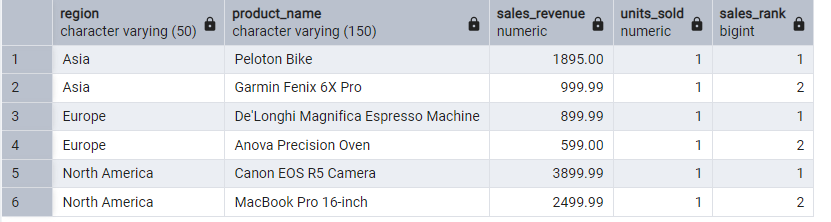 region product_name sales_revenue units_sold sales_rank
character varying (50) character varying (150) numeric numeric bigint
1 Asia Peloton Bike 1895.00 1 1
2 Asia Garmin Fenix 6X Pro 999.99 1 2
3 Europe De'Longhi Magnifica Espresso Machine 899.99 1 1
4 Europe Anova Precision Oven 599.00 1 2
5 North America Canon EOS R5 Camera 3899.99 1 1
6 North America MacBook Pro 16-inch 2499.99 1 2